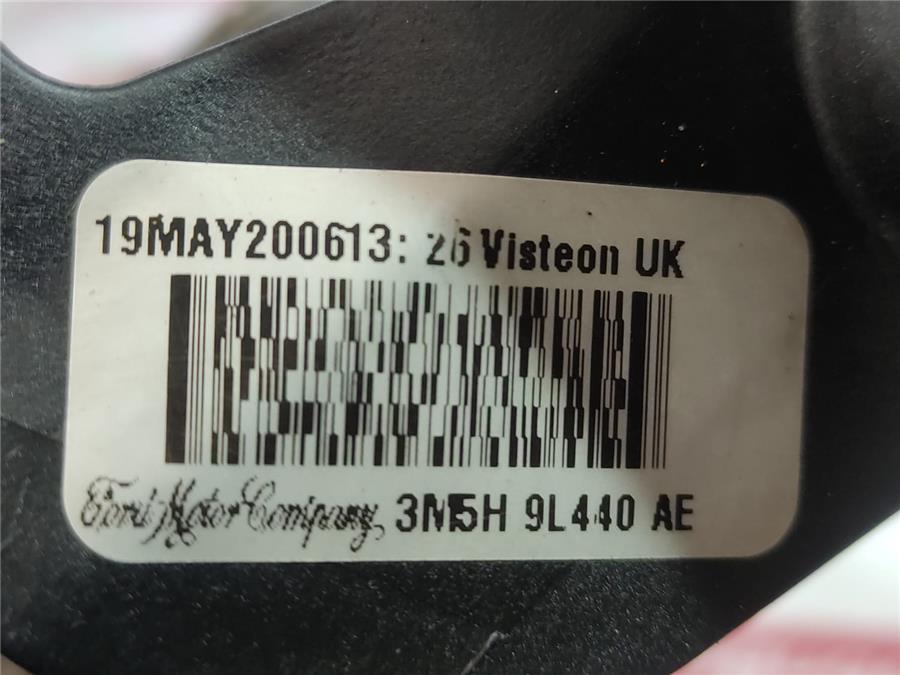 19MAY200613: 26 Visteon UK
Ford Motor Company 3M5H 9L440 AE